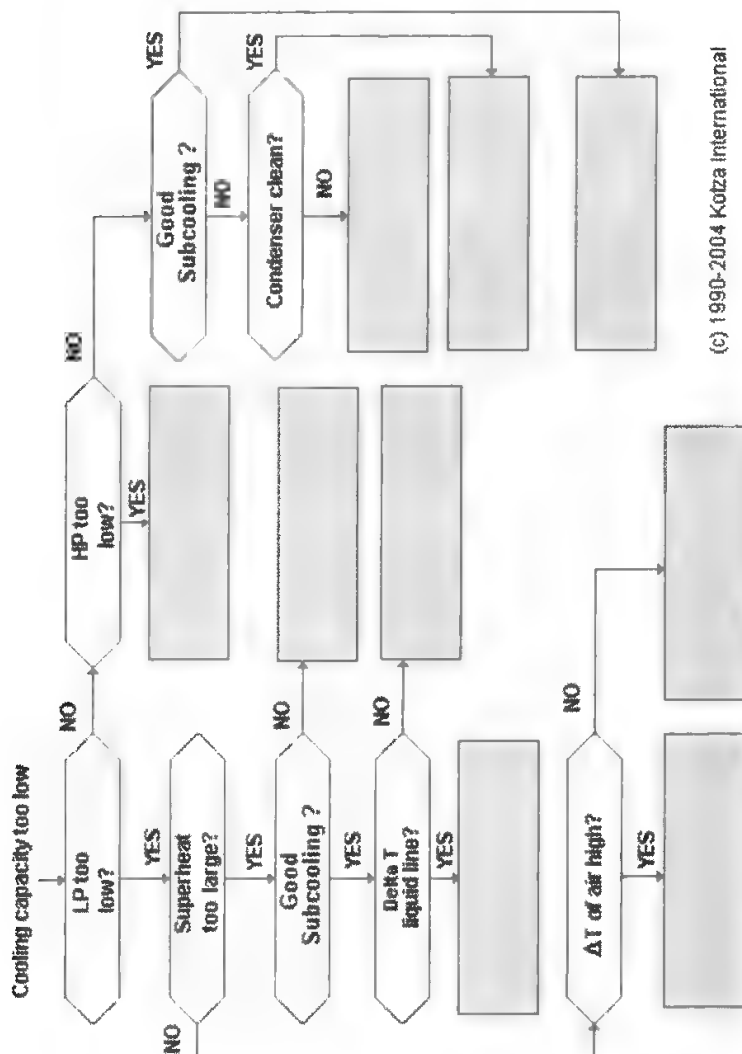 Cooling capacity too low
LP too
low?
NO
HP too
low?
NO
YES
YES
Superheat
too large?
NO
YES
Good
Subcooling ?
YES
NO
Good
Subcooling ?
NO
YES
Condenser clean?
YES
NO
Delta T
liquid line?
NO
YES
ΔT of air high?
NO
YES
(c) 1990-2004 Kotza International